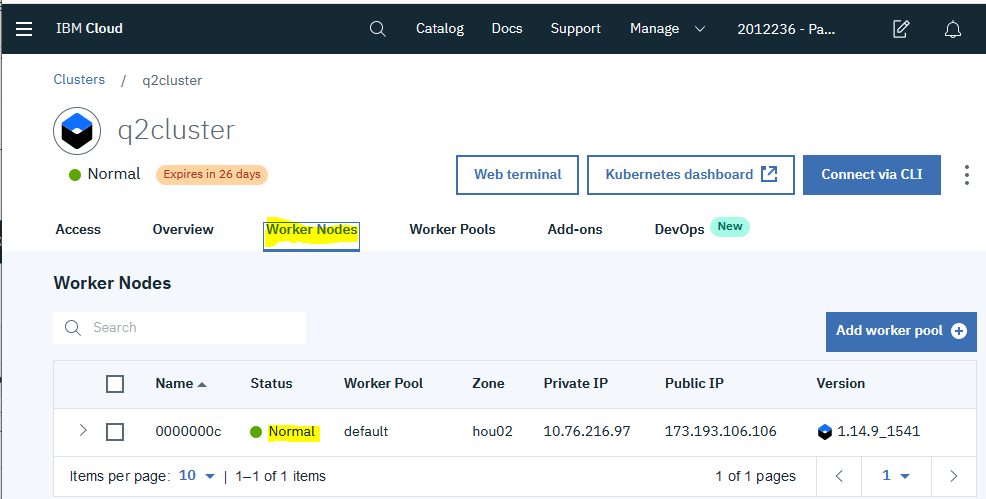 IBM Cloud Catalog Docs Support Manage 2012236 - Pa...
Clusters / q2cluster
q2cluster
Normal Expires in 26 days Web terminal Kubernetes dashboard Connect via CLI
Access Overview Worker Nodes Worker Pools Add-ons DevOps New
Worker Nodes
Search Add worker pool
Name Status Worker Pool Zone Private IP Public IP Version
0000000c Normal default hou02 10.76.216.97 173.193.106.106 1.14.9_1541
Items per page: 10 | 1–1 of 1 items 1 of 1 pages 1